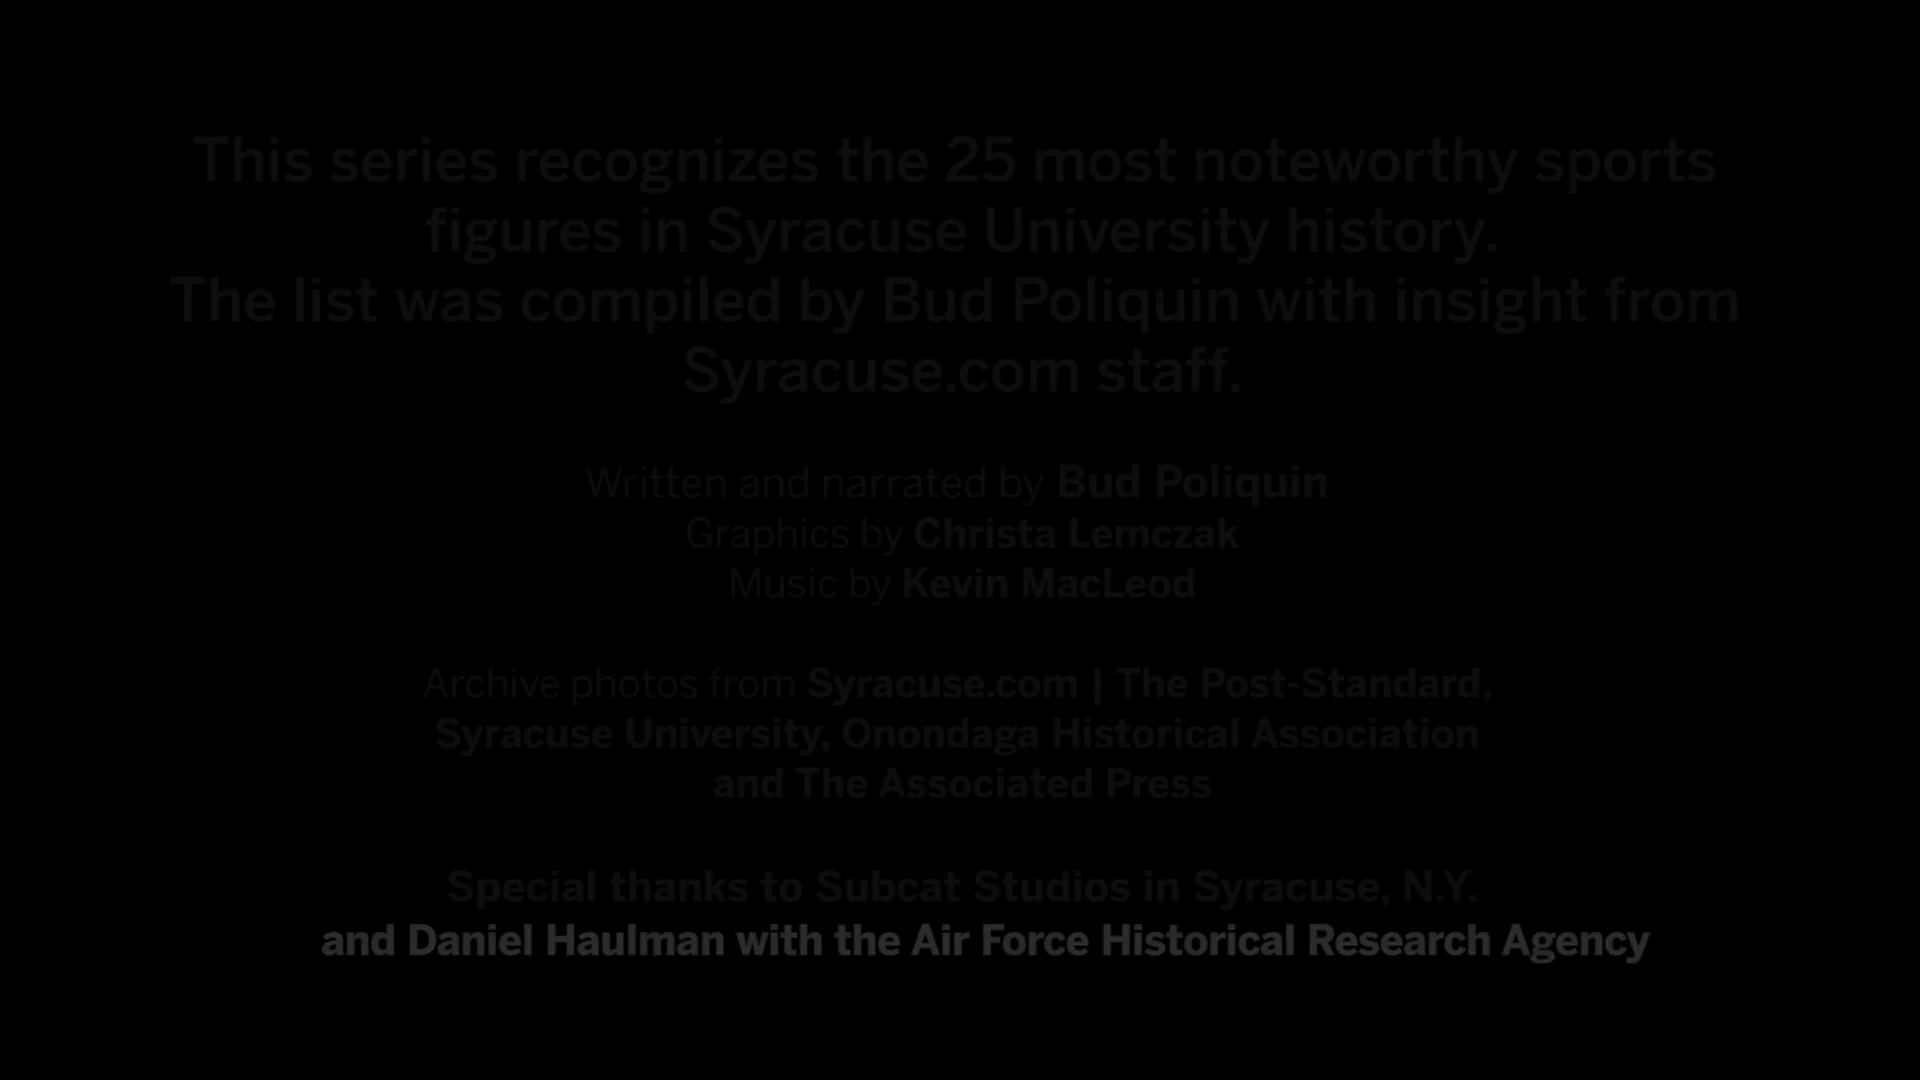 This series recognizes the 25 most noteworthy sports
figures in Syracuse University history.
The list was compiled by Bud Poliquin with insight from
Syracuse.com staff.
Written and narrated by Bud Poliquin
Graphics by Christa Lemczak
Music by Kevin MacLeod
Archive photos from Syracuse.com | The Post-Standard,
Syracuse University, Onondaga Historical Association
and The Associated Press
Special thanks to Subcat Studios in Syracuse, N.Y.
and Daniel Haulman with the Air Force Historical Research Agency